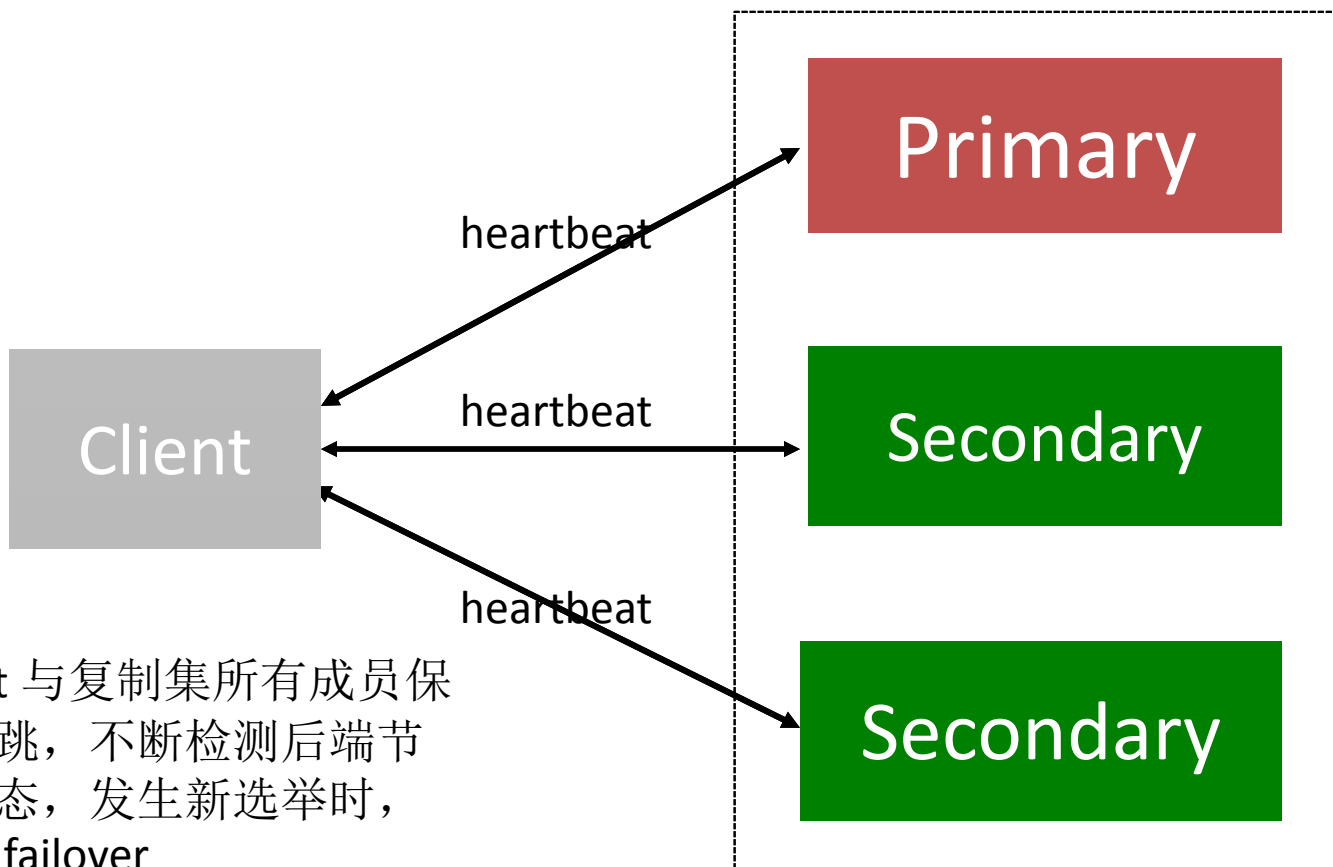 Primary
heartbeat
heartbeat
Client
Secondary
heartbeat
t 与复制集所有成员保
跳，不断检测后端节
态，发生新选举时，
failover
Secondary